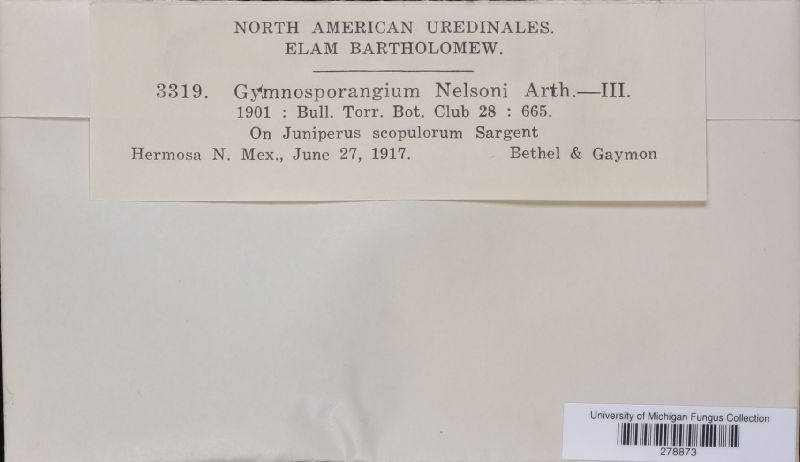 NORTH AMERICAN UREDINALES.
ELAM BARTHOLOMEW.
3319. Gymnosporangium Nelsoni Arth.—III.
1901 : Bull. Torr. Bot. Club 28 : 665.
On Juniperus scopulorum Sargent
Hermosa N. Mex., June 27, 1917. Bethel & Gaymon
University of Michigan Fungus Collection
278873